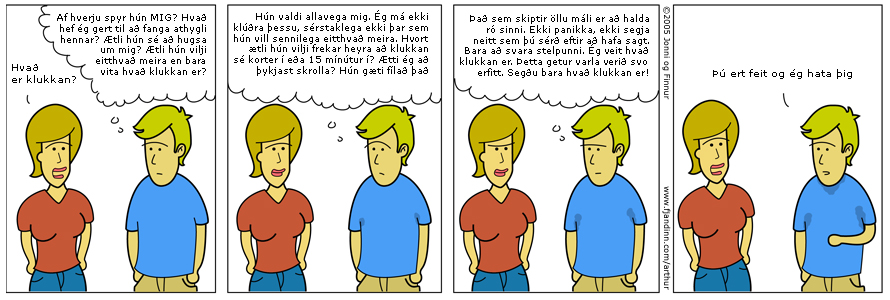 Hvað
er klukkan?
Af hverju spyr hún MIG? Hvað
hef ég gert til að fanga athygli
hennar? Ætli hún sé að hugsa
um mig? Ætli hún vilji
eitthvað meira en bara
vita hvað klukkan er?
Hún valdi allavega mig. Ég má ekki
klúðra þessu, sérstaklega ekki þar sem
hún vill sennilega eitthvað meira. Hvort
ætli hún vilji frekar heyra að klukkan
sé korter í eða 15 mínútur í? Ætti ég að
þykjast skrolla? Hún gæti fílað það
Það sem skiptir öllu máli er að halda
ró sinni. Ekki panikka, ekki segja
neitt sem þú sérð eftir að hafa sagt.
Bara að svara stelpunni. Ég veit hvað
klukkan er. Þetta getur varla verið svo
erfitt. Segðu bara hvað klukkan er!
©2005 Jonni og Finnur
www.fjandinn.com/arthur
Þú ert feit og ég hata þig